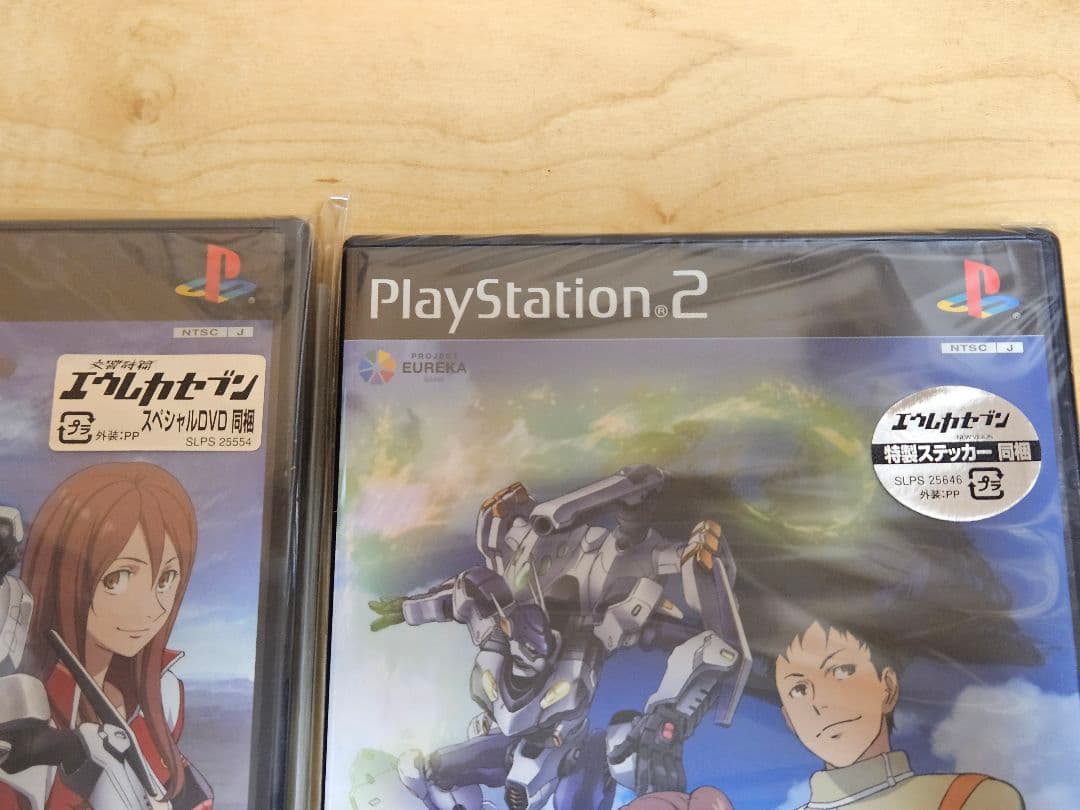 NTSC J
交響詩篇
エウレカセブン
スペシャルDVD 同梱
プラ 外装:PP
SLPS 25554
PlayStation®2
®
NTSC J
PROJECT
EUREKA
エウレカセブン
NEW VISION
特製ステッカー 同梱
SLPS 25646
プラ
外装:PP